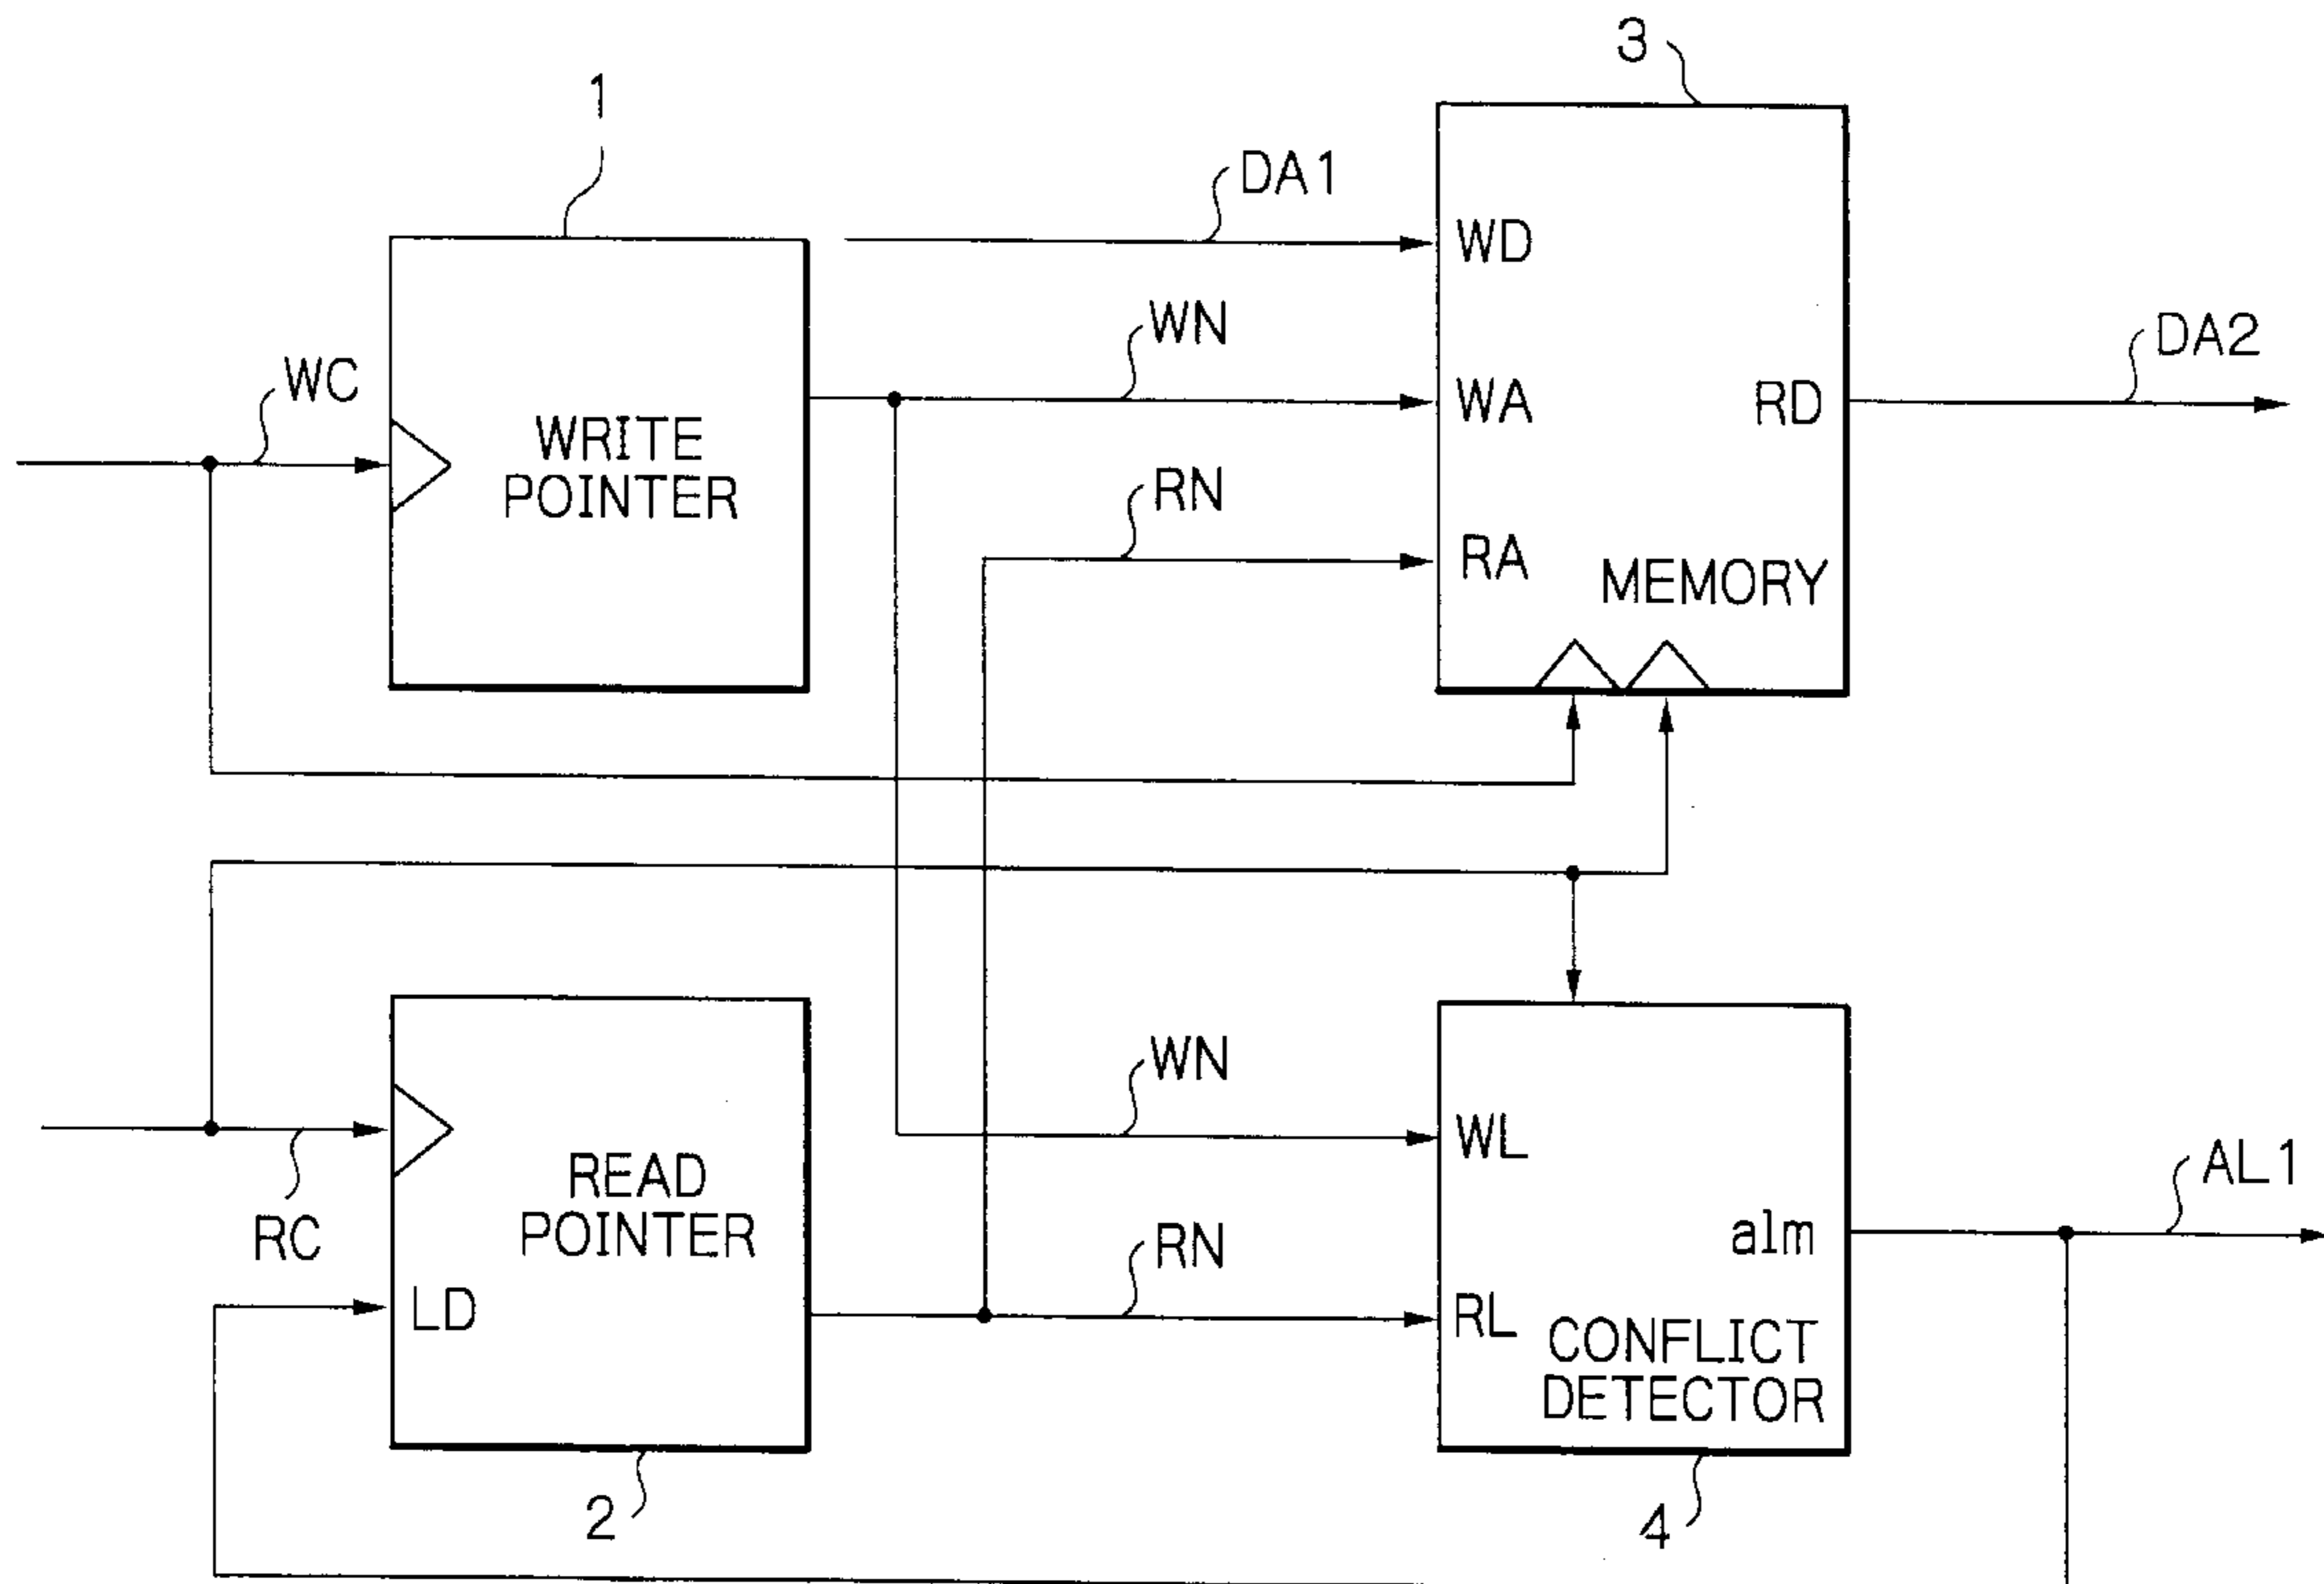 3
1
DA1
WD
WN
DA2
WC
WA
RD
WRITE
POINTER
RN
RA
MEMORY
WN
WL
READ
POINTER
AL1
RC
RN
alm
LD
RL
CONFLICT
DETECTOR
2
4